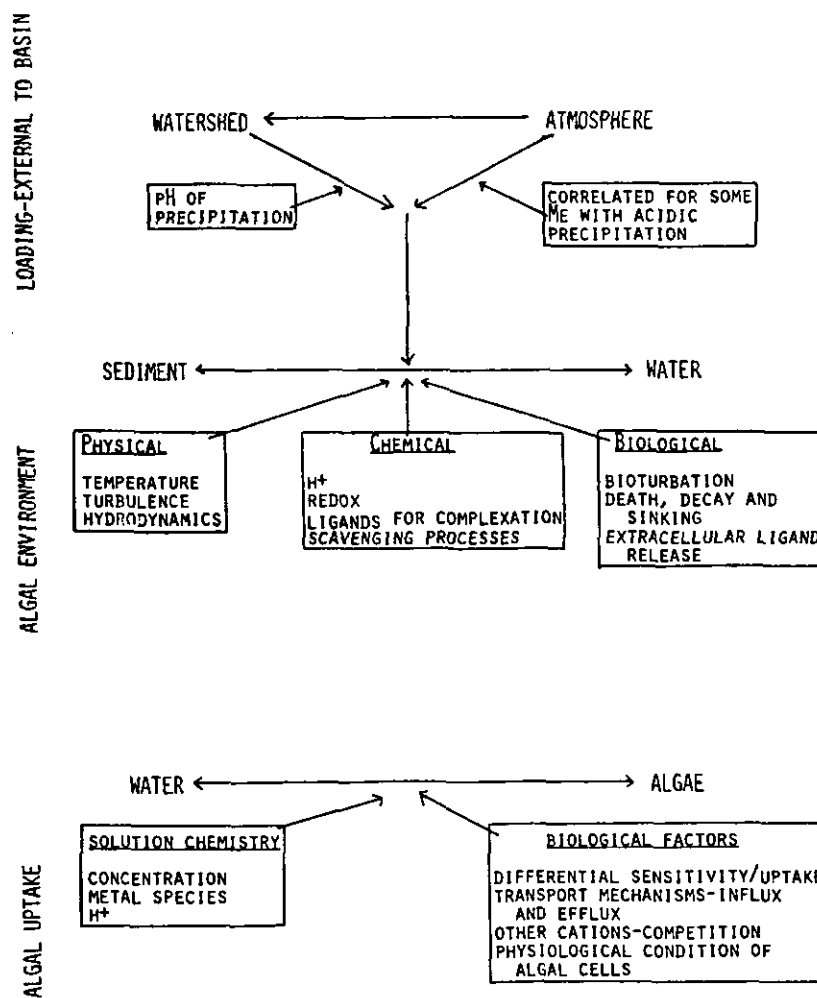 LOADING-EXTERNAL TO BASIN
WATERSHED
ATMOSPHERE
pH OF
PRECIPITATION
CORRELATED FOR SOME
ME WITH ACIDIC
PRECIPITATION
ALGAL ENVIRONMENT
SEDIMENT
WATER
PHYSICAL
TEMPERATURE
TURBULENCE
HYDRODYNAMICS
CHEMICAL
H+
REDOX
LIGANDS FOR COMPLEXATION
SCAVENGING PROCESSES
BIOLOGICAL
BIOTURBATION
DEATH, DECAY AND
SINKING
EXTRACELLULAR LIGAND
RELEASE
ALGAL UPTAKE
WATER
ALGAE
SOLUTION CHEMISTRY
CONCENTRATION
METAL SPECIES
H+
BIOLOGICAL FACTORS
DIFFERENTIAL SENSITIVITY/UPTAKE
TRANSPORT MECHANISMS-INFLUX
AND EFFLUX
OTHER CATIONS-COMPETITION
PHYSIOLOGICAL CONDITION OF
ALGAL CELLS